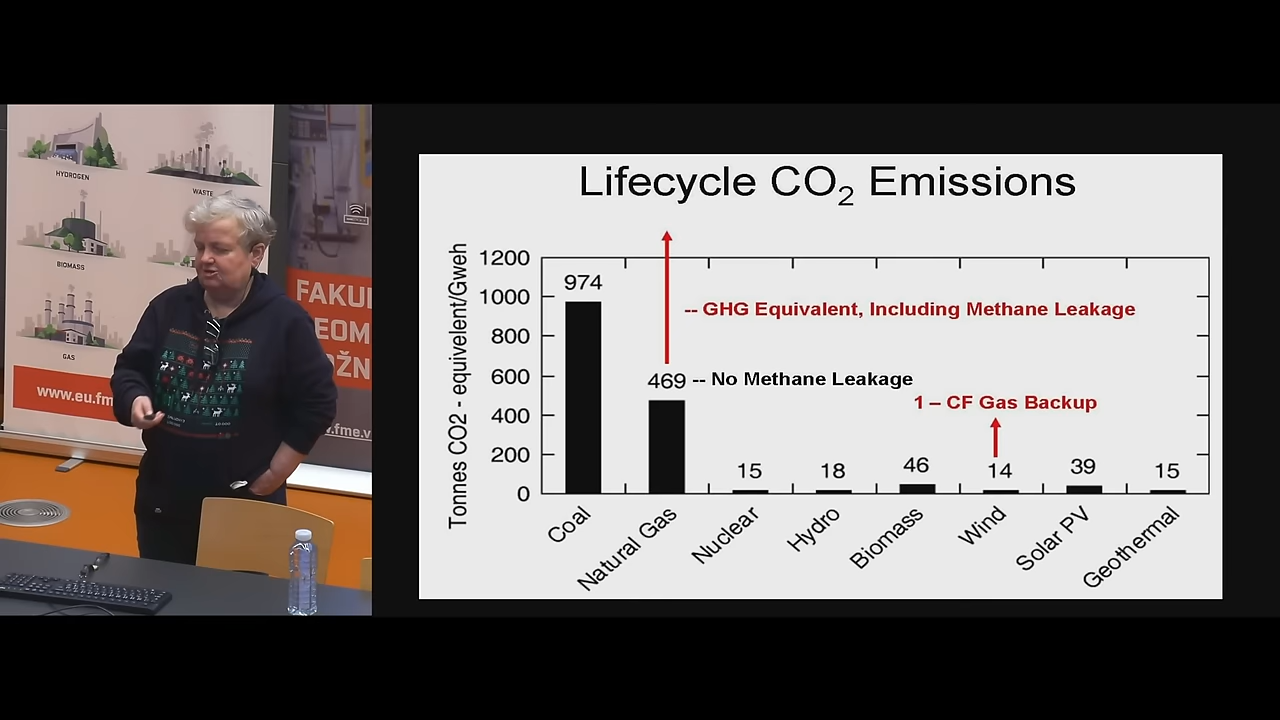 HYDROGEN
WASTE
BIOMASS
GAS
www.eu.fm
FAKU
EOM
OŽN
.fme.v
Lifecycle CO2 Emissions
Tonnes CO2 - equivelent/Gweh
1200
1000
800
600
400
200
0
974
469
15
18
46
14
39
15
-- GHG Equivalent, Including Methane Leakage
-- No Methane Leakage
1 – CF Gas Backup
Coal
Natural Gas
Nuclear
Hydro
Biomass
Wind
Solar PV
Geothermal